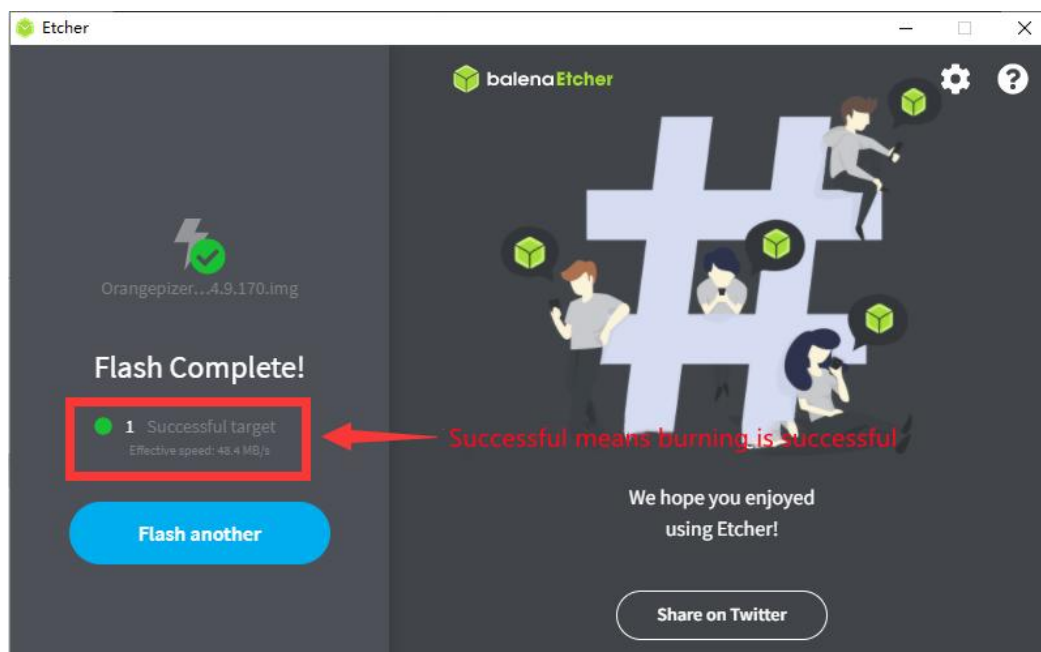 Etcher
balenaEtcher
Orangepizer...4.9.170.img
Flash Complete!
1 Successful target
Effective speed: 48.4 MB/s
Successful means burning is successful
Flash another
We hope you enjoyed
using Etcher!
Share on Twitter